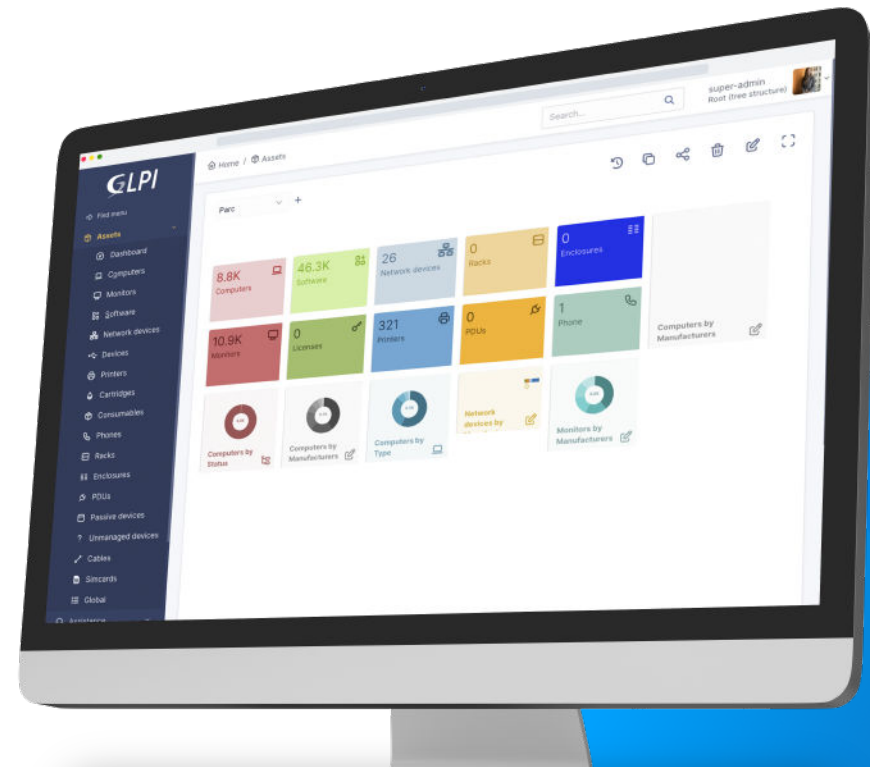 super-admin
Root (tree structure)
Search...
Home / Assets
GLPI
Find menu
Parc
Assets
Dashboard
Computers
Monitors
Software
Network devices
Devices
Printers
Cartridges
Consumables
Phones
Racks
Enclosures
PDUs
Passive devices
Unmanaged devices
Cables
Simcards
Global
Assistance
8.8K
Computers
46.3K
Software
26
Network devices
0
Racks
0
Enclosures
10.9K
Monitors
0
Licenses
321
Printers
0
PDUs
1
Phone
Computers by
Manufacturers
Computers by
Status
Computers by
Manufacturers
Computers by
Type
Network
devices by
Monitors by
Manufacturers